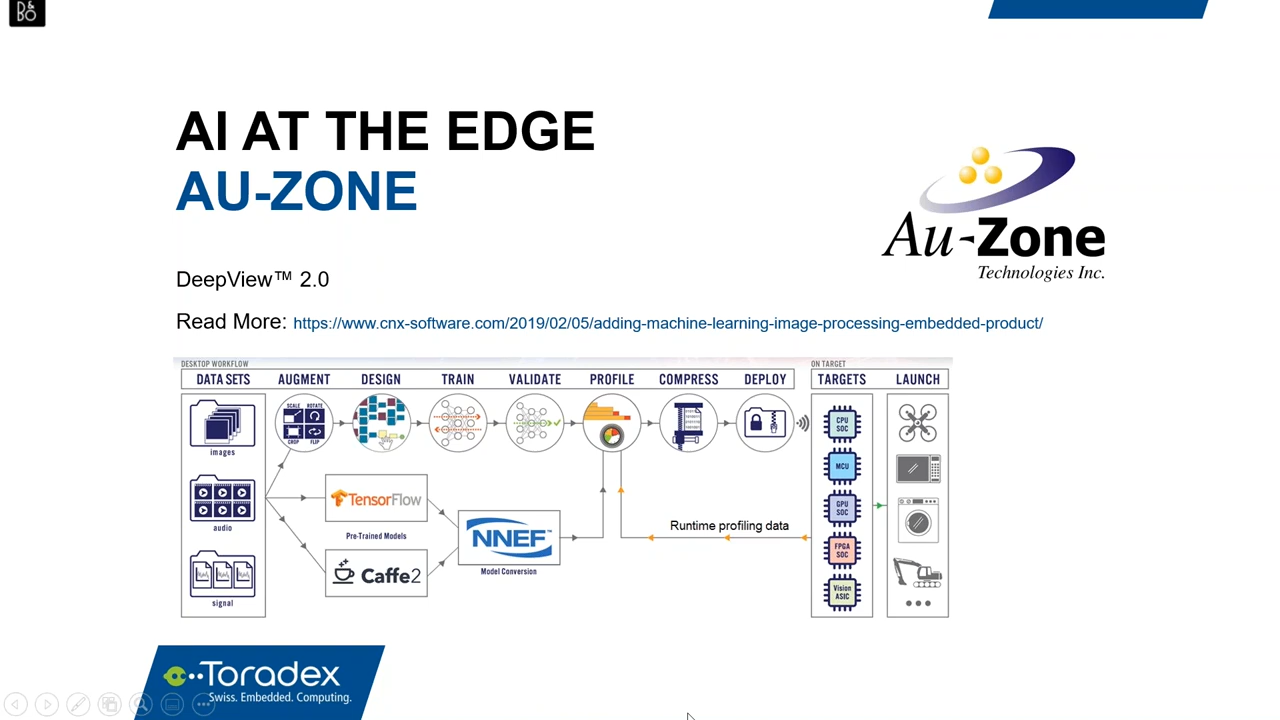 B&O
AI AT THE EDGE
AU-ZONE
Au-Zone
Technologies Inc.
DeepView™ 2.0
Read More: https://www.cnx-software.com/2019/02/05/adding-machine-learning-image-processing-embedded-product/
DESKTOP WORKFLOW
ON TARGET
DATA SETS AUGMENT DESIGN TRAIN VALIDATE PROFILE COMPRESS DEPLOY TARGETS LAUNCH
SCALE ROTATE
CROP FLIP
images
audio
signal
TensorFlow
Pre-Trained Models
Caffe2
NNEF™
Model Conversion
Runtime profiling data
CPU
SOC
MCU
GPU
SOC
FPGA
SOC
Vision
ASIC
Toradex
Swiss. Embedded. Computing.